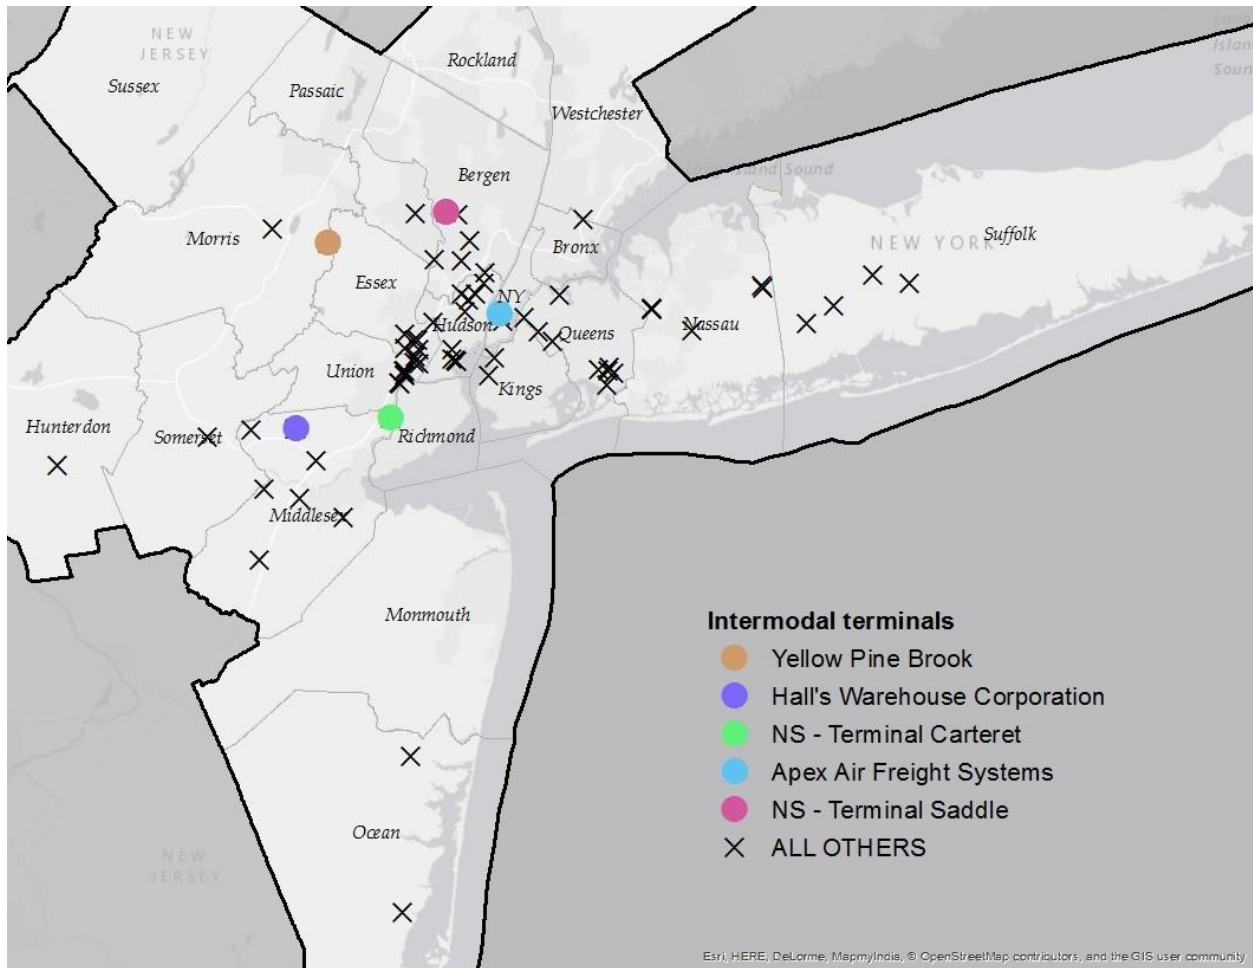 NEW
JERSEY
Rockland
Sussex
Passaic
Westchester
Island
Sound
Bergen
Morris
Bronx
NEW YORK
Suffolk
Essex
NY
Hudson
Queens
Nassau
Union
Kings
Hunterdon
Somerset
Richmond
Middlesex
Monmouth
Ocean
NEW
JERSEY
Intermodal terminals
Yellow Pine Brook
Hall's Warehouse Corporation
NS - Terminal Carteret
Apex Air Freight Systems
NS - Terminal Saddle
ALL OTHERS
Esri, HERE, DeLorme, MapmyIndia, © OpenStreetMap contributors, and the GIS user community